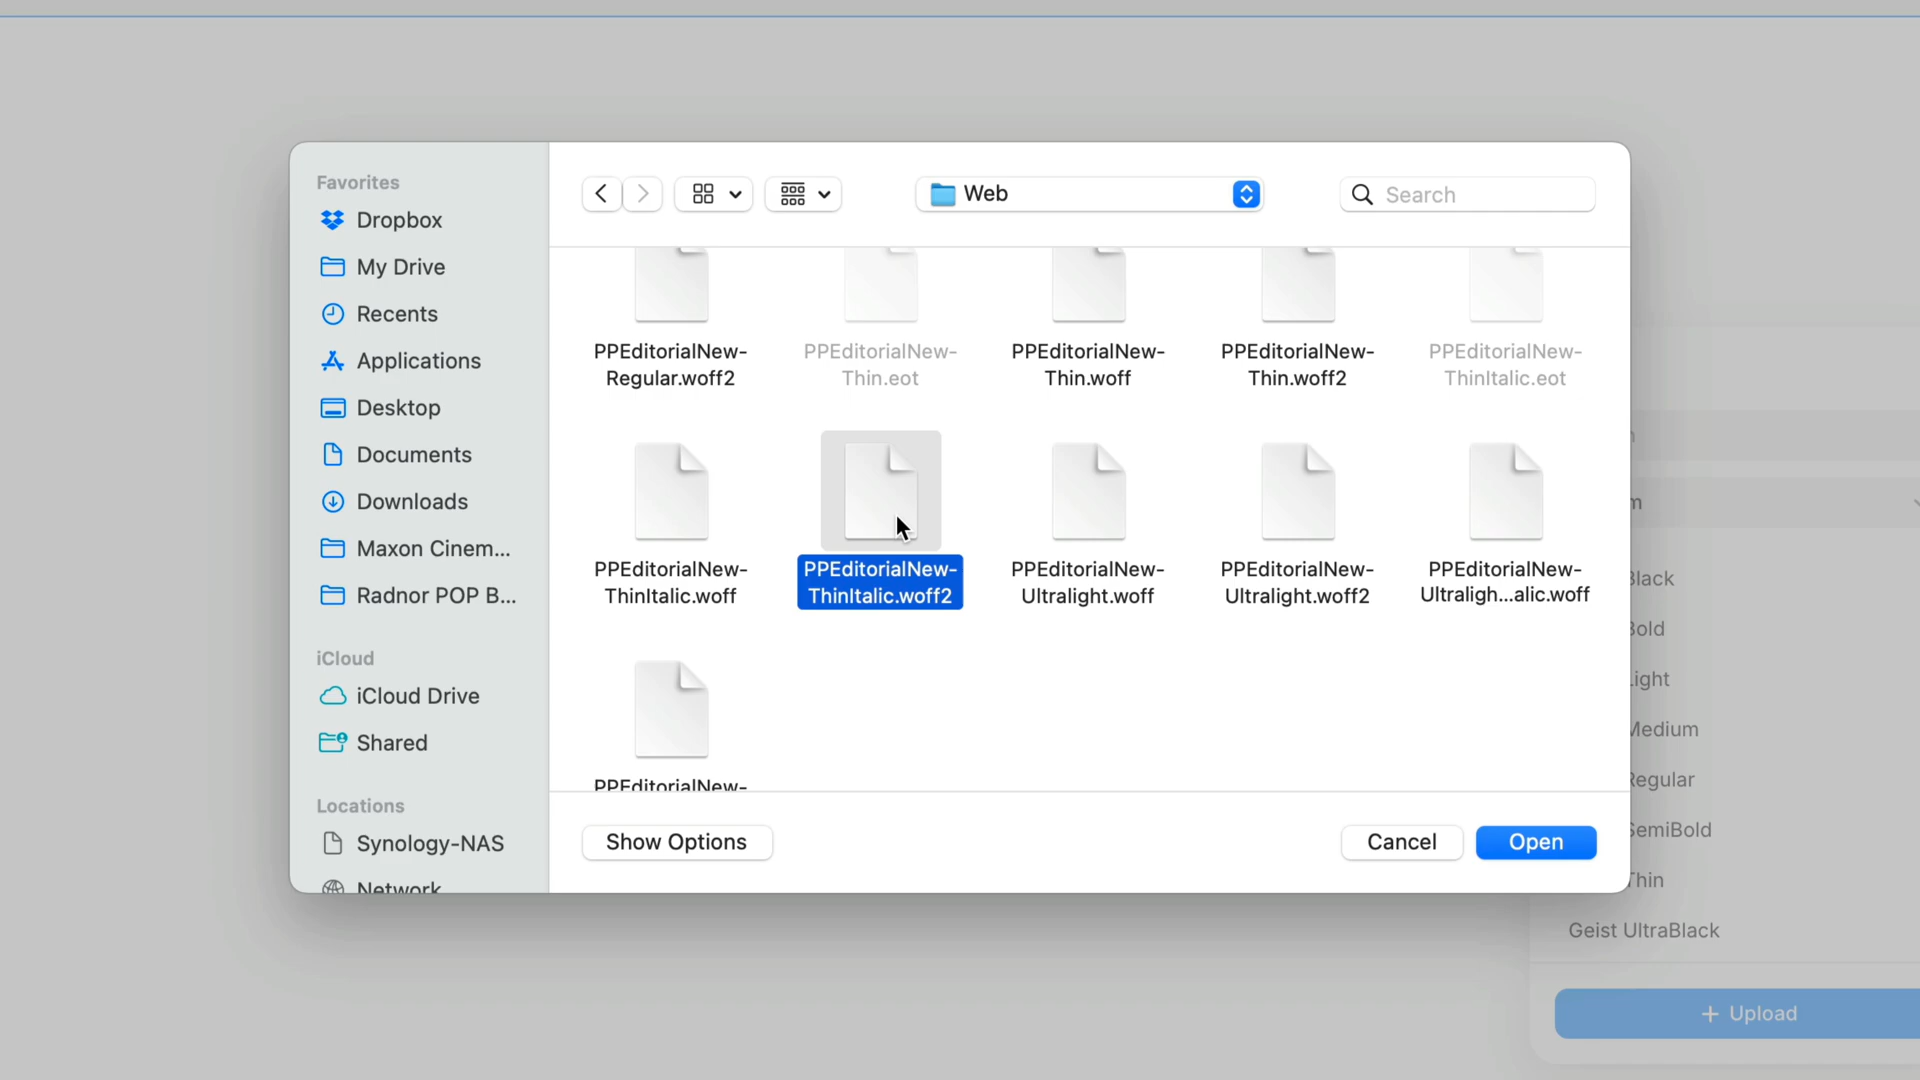 Favorites
Dropbox
My Drive
Recents
Applications
Desktop
Documents
Downloads
Maxon Cinem...
Radnor POP B...
iCloud
iCloud Drive
Shared
Locations
Synology-NAS
Network
Web
Search
PPEditorialNew-
Regular.woff2
PPEditorialNew-
Thin.eot
PPEditorialNew-
Thin.woff
PPEditorialNew-
Thin.woff2
PPEditorialNew-
ThinItalic.eot
PPEditorialNew-
ThinItalic.woff
PPEditorialNew-
ThinItalic.woff2
PPEditorialNew-
Ultralight.woff
PPEditorialNew-
Ultralight.woff2
PPEditorialNew-
Ultraligh...alic.woff
PPEditorialNew-
Show Options
Cancel
Open
Black
Bold
Light
Medium
Regular
SemiBold
Thin
Geist UltraBlack
+ Upload